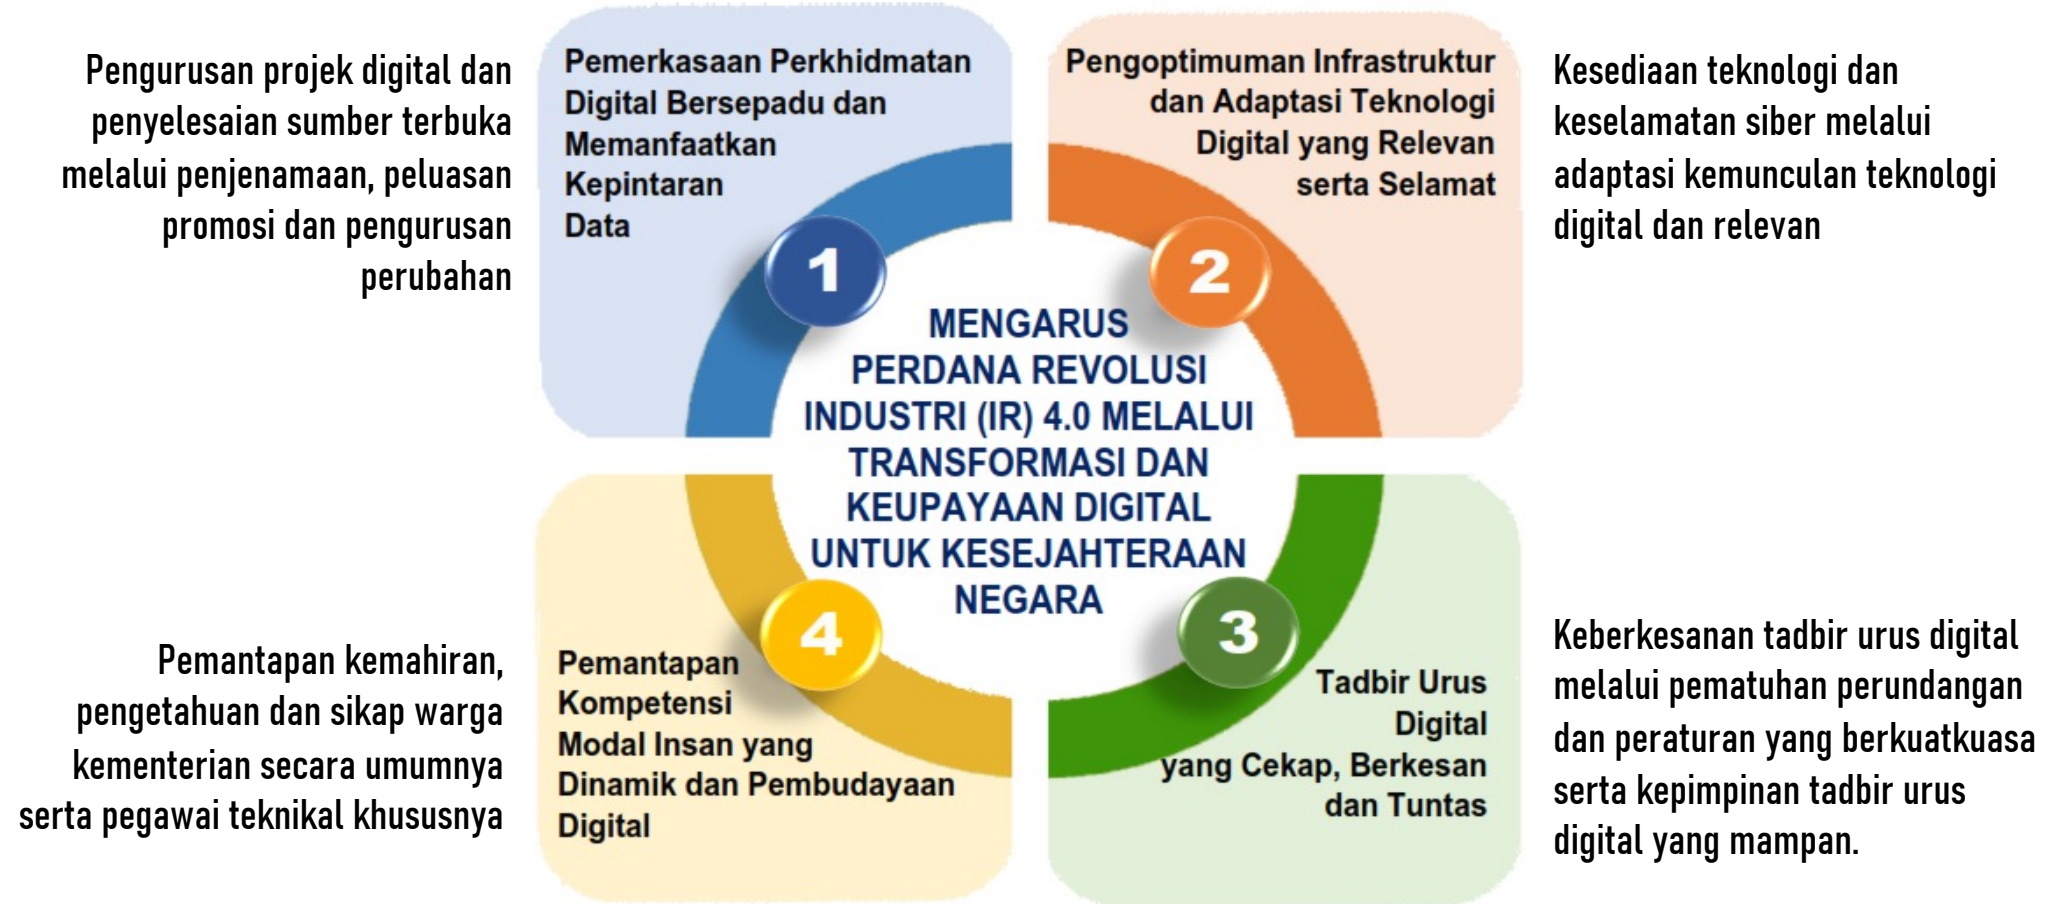 Pengurusan projek digital dan
penyelesaian sumber terbuka
melalui penjenamaan, peluasan
promosi dan pengurusan
perubahan
Pemerkasaan Perkhidmatan
Digital Bersepadu dan
Memanfaatkan
Kepintaran
Data
1
Pengoptimuman Infrastruktur
dan Adaptasi Teknologi
Digital yang Relevan
serta Selamat
2
Kesediaan teknologi dan
keselamatan siber melalui
adaptasi kemunculan teknologi
digital dan relevan
MENGARUS
PERDANA REVOLUSI
INDUSTRI (IR) 4.0 MELALUI
TRANSFORMASI DAN
KEUPAYAAN DIGITAL
UNTUK KESEJAHTERAAN
NEGARA
Pemantapan kemahiran,
pengetahuan dan sikap warga
kementerian secara umumnya
serta pegawai teknikal khususnya
4
Pemantapan
Kompetensi
Modal Insan yang
Dinamik dan Pembudayaan
Digital
3
Tadbir Urus
Digital
yang Cekap, Berkesan
dan Tuntas
Keberkesanan tadbir urus digital
melalui pematuhan perundangan
dan peraturan yang berkuatkuasa
serta kepimpinan tadbir urus
digital yang mampan.